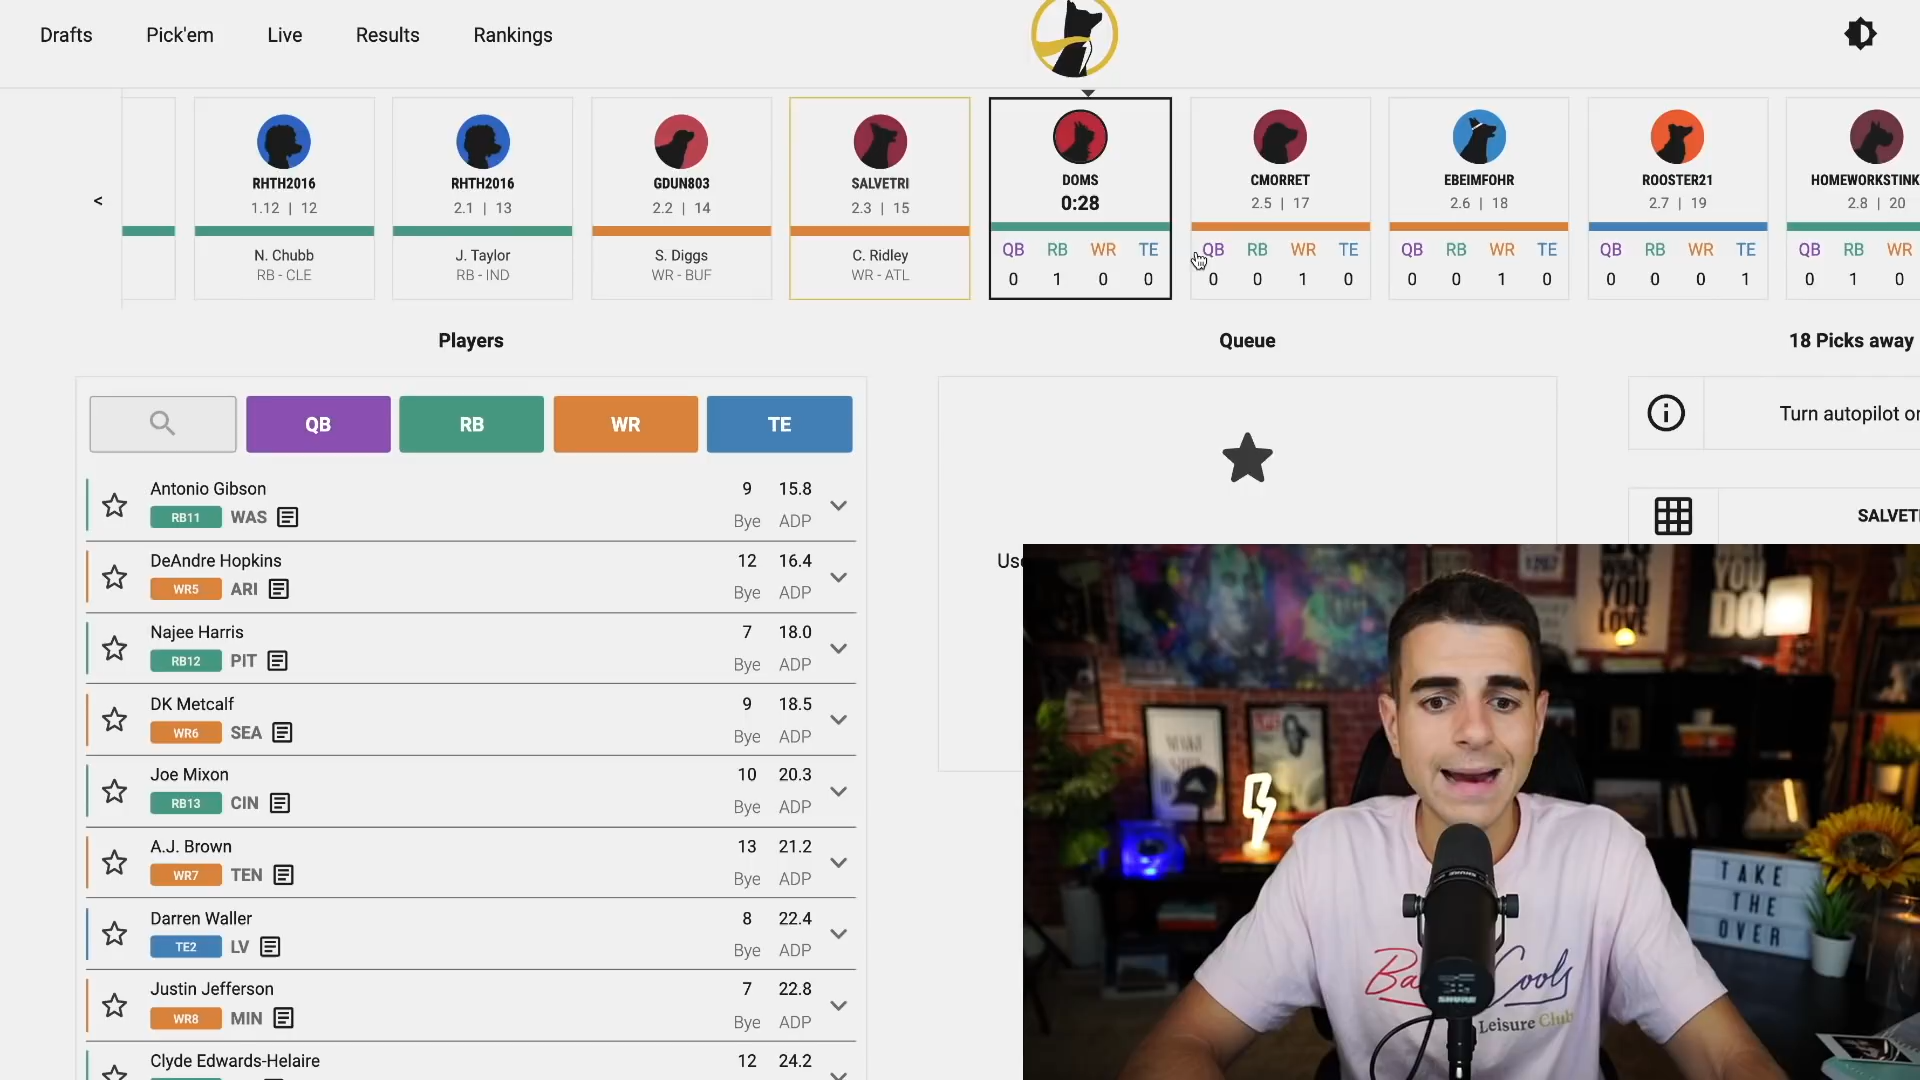 Drafts Pick'em Live Results Rankings
<
RHTH2016
1.12 | 12
N. Chubb
RB - CLE
RHTH2016
2.1 | 13
J. Taylor
RB - IND
GDUN803
2.2 | 14
S. Diggs
WR - BUF
SALVETRI
2.3 | 15
C. Ridley
WR - ATL
DOMS
0:28
QB RB WR TE
0 1 0 0
CMORRET
2.5 | 17
QB RB WR TE
0 0 1 0
EBEIMFOHR
2.6 | 18
QB RB WR TE
0 0 1 0
ROOSTER21
2.7 | 19
QB RB WR TE
0 0 0 1
HOMEWORKSTINK
2.8 | 20
QB RB WR
0 1 0
Players
QB RB WR TE
Antonio Gibson 9 15.8
RB11 WAS Bye ADP
DeAndre Hopkins 12 16.4
WR5 ARI Bye ADP
Najee Harris 7 18.0
RB12 PIT Bye ADP
DK Metcalf 9 18.5
WR6 SEA Bye ADP
Joe Mixon 10 20.3
RB13 CIN Bye ADP
A.J. Brown 13 21.2
WR7 TEN Bye ADP
Darren Waller 8 22.4
TE2 LV Bye ADP
Justin Jefferson 7 22.8
WR8 MIN Bye ADP
Clyde Edwards-Helaire 12 24.2
Queue
18 Picks away
Turn autopilot
SALVET
YOU LOVE
YOU
DO
TAKE
THE
OVER
Cools
Leisure Club
SHURE